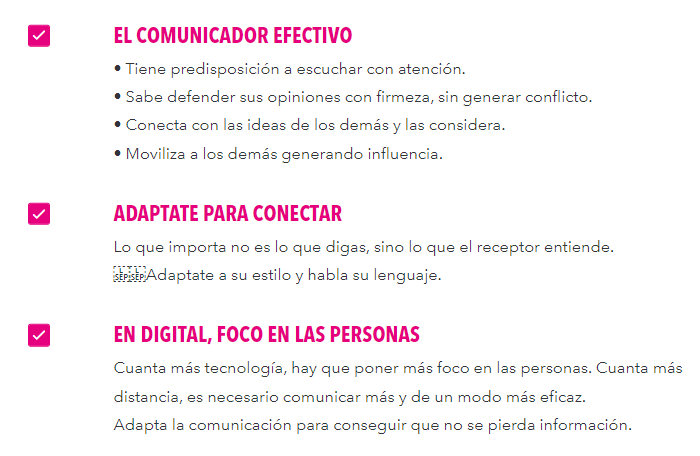 EL COMUNICADOR EFECTIVO
• Tiene predisposición a escuchar con atención.
• Sabe defender sus opiniones con firmeza, sin generar conflicto.
• Conecta con las ideas de los demás y las considera.
• Moviliza a los demás generando influencia.
ADAPTATE PARA CONECTAR
Lo que importa no es lo que digas, sino lo que el receptor entiende.
LSEPLSEPAdaptate a su estilo y habla su lenguaje.
EN DIGITAL, FOCO EN LAS PERSONAS
Cuanta más tecnología, hay que poner más foco en las personas. Cuanta más
distancia, es necesario comunicar más y de un modo más eficaz.
Adapta la comunicación para conseguir que no se pierda información.